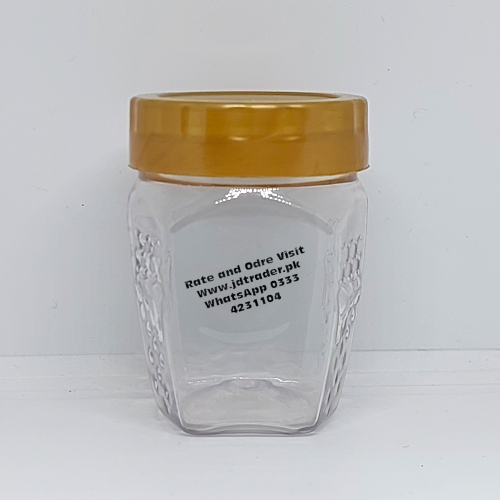 Rate and Odre Visit
Www.jdtrader.pk
WhatsApp 0333
4231104